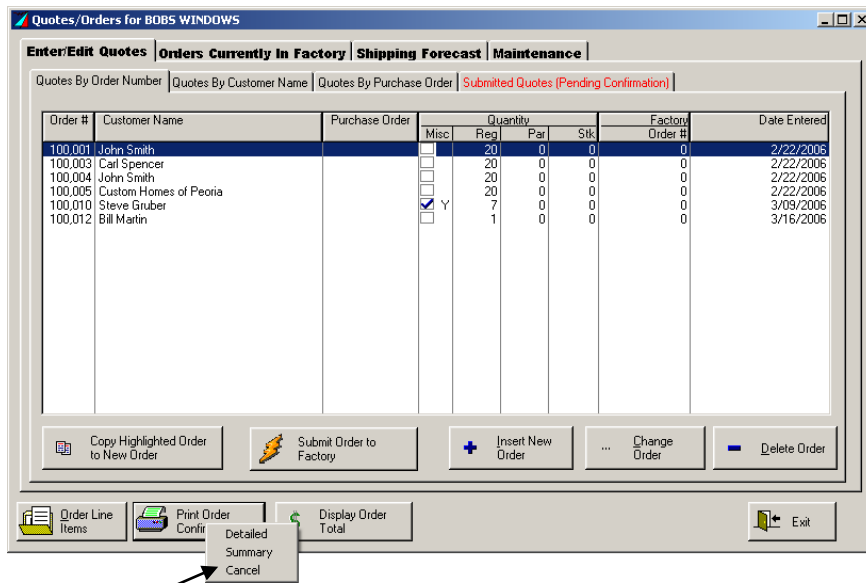 Quotes/Orders for BOBS WINDOWS
Enter/Edit Quotes Orders Currently In Factory Shipping Forecast Maintenance
Quotes By Order Number Quotes By Customer Name Quotes By Purchase Order Submitted Quotes (Pending Confirmation)
Order # Customer Name Purchase Order Quantity Factory Date Entered
Misc Reg Par Stk Order #
100,001 John Smith 20 0 0 0 2/22/2006
100,003 Carl Spencer 20 0 0 0 2/22/2006
100,004 John Smith 20 0 0 0 2/22/2006
100,005 Custom Homes of Peoria 20 0 0 0 2/22/2006
100,010 Steve Gruber Y 7 0 0 0 3/09/2006
100,012 Bill Martin 1 0 0 0 3/16/2006
Copy Highlighted Order Submit Order to Insert New ... Change Delete Order
to New Order Factory Order Order
Order Line Print Order Display Order Exit
Items Total
Detailed
Summary
Cancel